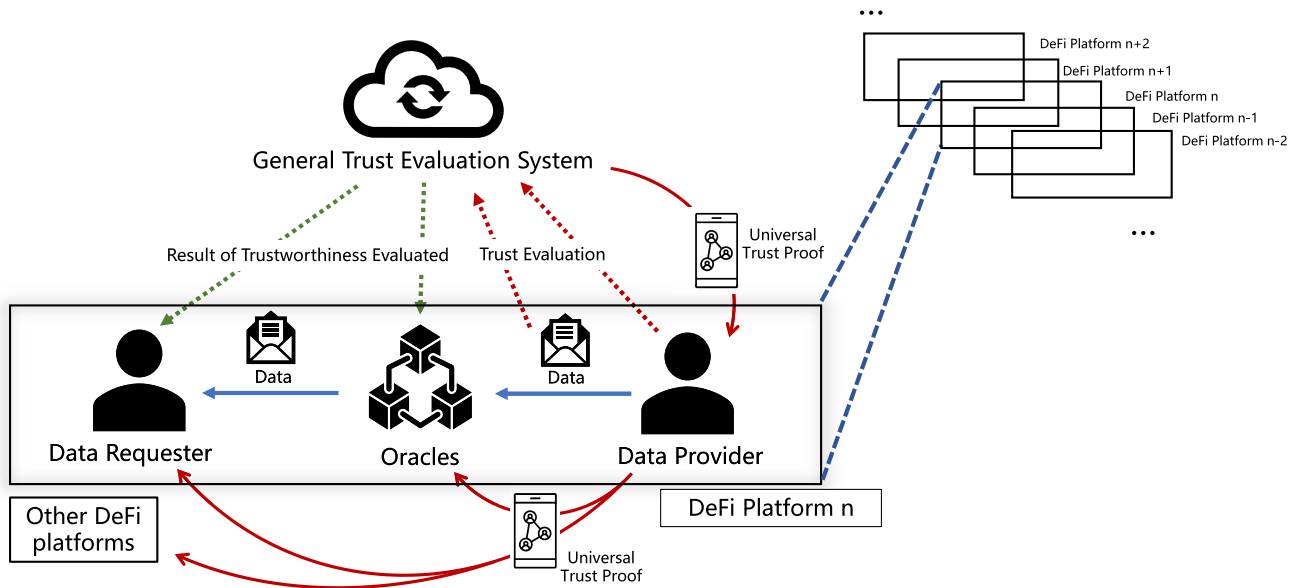 ...
DeFi Platform n+2
DeFi Platform n+1
DeFi Platform n
DeFi Platform n-1
DeFi Platform n-2
...
General Trust Evaluation System
Universal
Trust Proof
Result of Trustworthiness Evaluated
Trust Evaluation
Data
Data
Data Requester
Oracles
Data Provider
DeFi Platform n
Other DeFi
platforms
Universal
Trust Proof